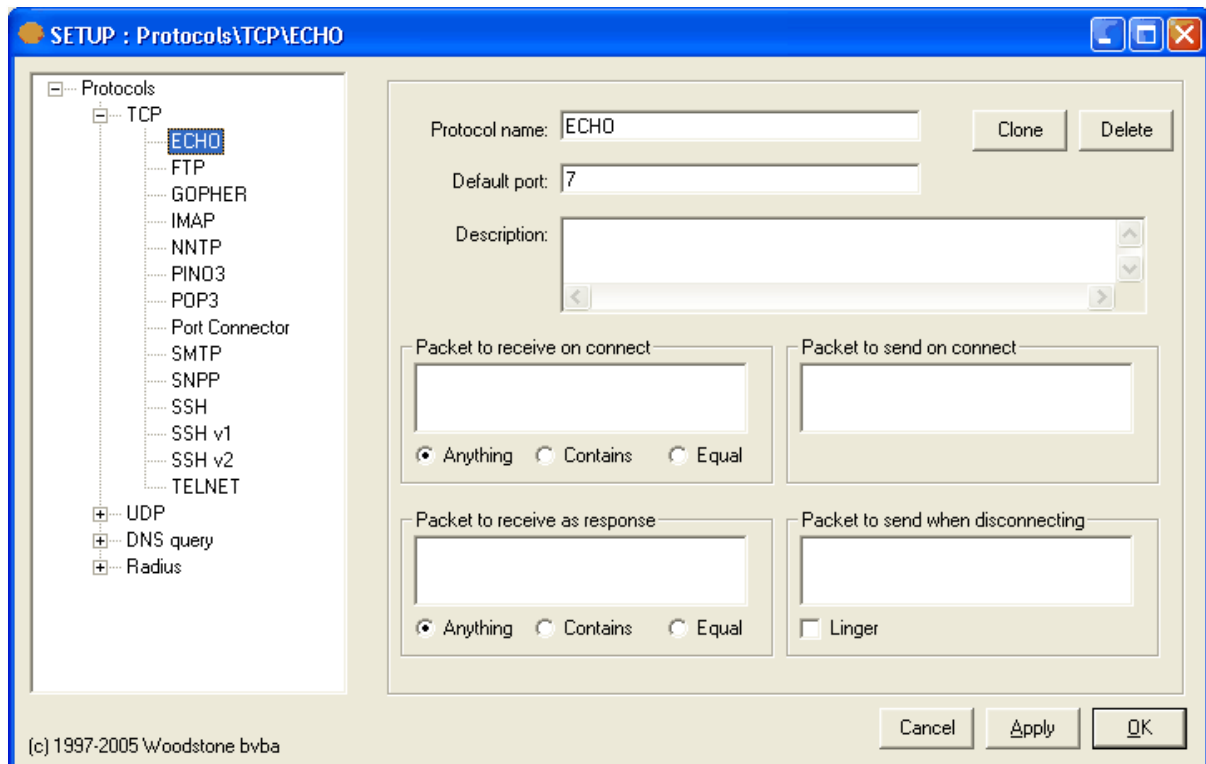 SETUP : Protocols\TCP\ECHO
Protocols
TCP
ECHO
FTP
GOPHER
IMAP
NNTP
PINO3
POP3
Port Connector
SMTP
SNPP
SSH
SSH v1
SSH v2
TELNET
UDP
DNS query
Radius
Protocol name: ECHO Clone Delete
Default port: 7
Description:
Packet to receive on connect
Anything Contains Equal
Packet to send on connect
Packet to receive as response
Anything Contains Equal
Packet to send when disconnecting
Linger
Cancel Apply OK
(c) 1997-2005 Woodstone bvba